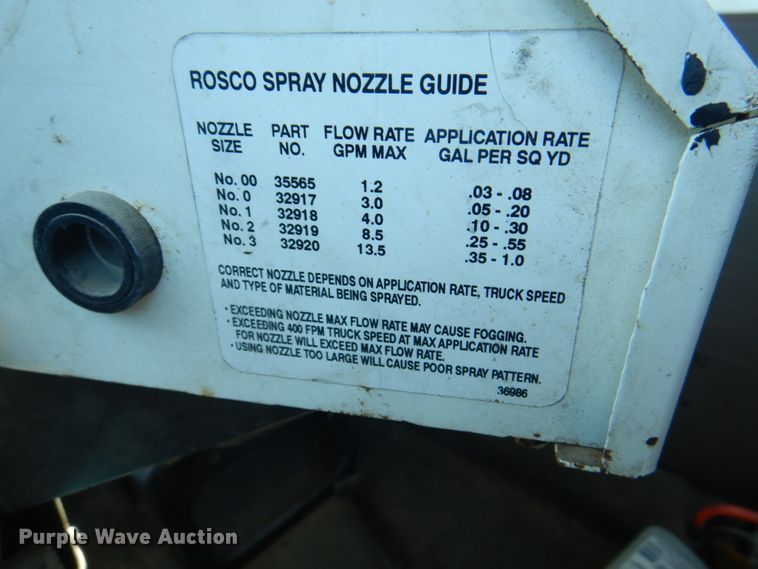 ROSCO SPRAY NOZZLE GUIDE
NOZZLE SIZE PART NO. FLOW RATE GPM MAX APPLICATION RATE GAL PER SQ YD
No. 00 35565 1.2 .03 - .08
No. 0 32917 3.0 .05 - .20
No. 1 32918 4.0 .10 - .30
No. 2 32919 8.5 .25 - .55
No. 3 32920 13.5 .35 - 1.0
CORRECT NOZZLE DEPENDS ON APPLICATION RATE, TRUCK SPEED
AND TYPE OF MATERIAL BEING SPRAYED.
· EXCEEDING NOZZLE MAX FLOW RATE MAY CAUSE FOGGING.
· EXCEEDING 400 FPM TRUCK SPEED AT MAX APPLICATION RATE
FOR NOZZLE WILL EXCEED MAX FLOW RATE.
· USING NOZZLE TOO LARGE WILL CAUSE POOR SPRAY PATTERN.
36986
Purple Wave Auction